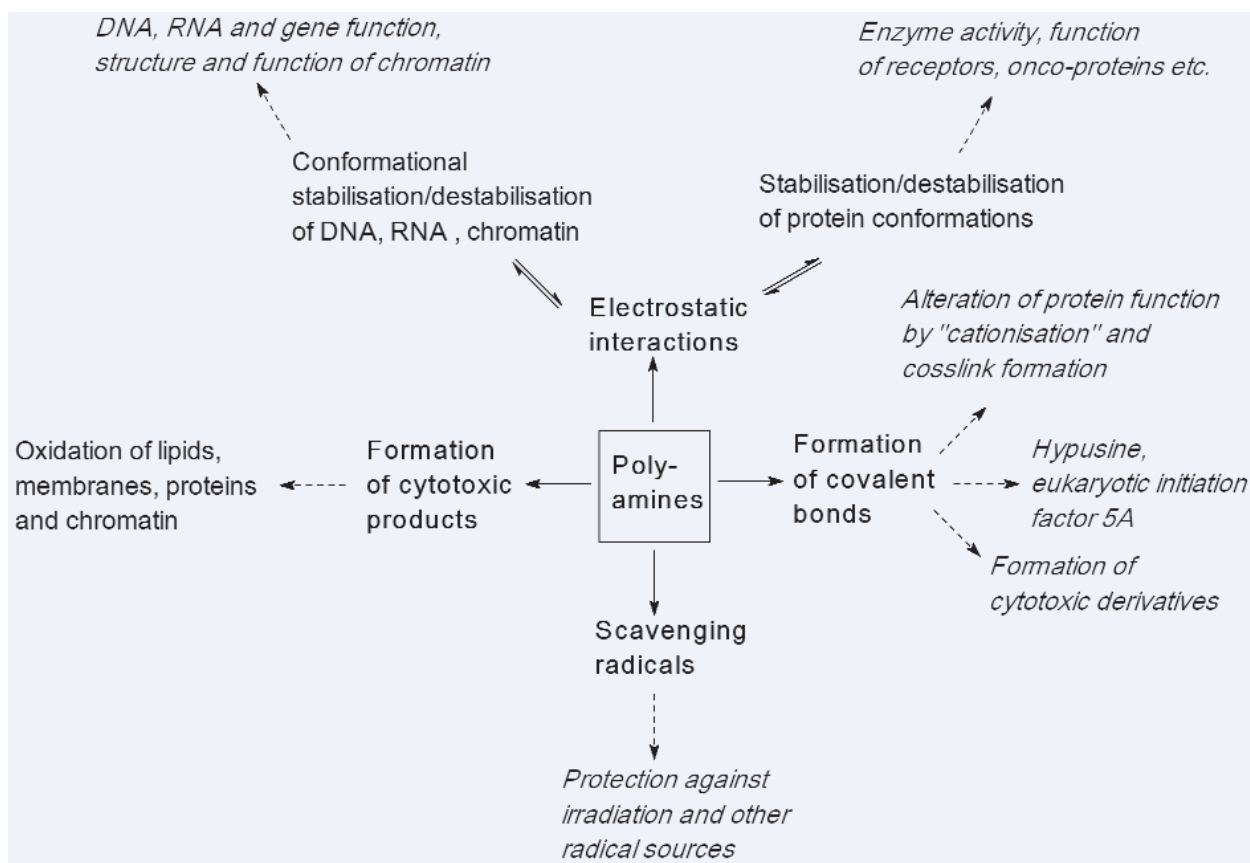 DNA, RNA and gene function,
structure and function of chromatin
Enzyme activity, function
of receptors, onco-proteins etc.
Conformational
stabilisation/destabilisation
of DNA, RNA , chromatin
Stabilisation/destabilisation
of protein conformations
Electrostatic
interactions
Alteration of protein function
by "cationisation" and
cosslink formation
Oxidation of lipids,
membranes, proteins
and chromatin
Formation
of cytotoxic
products
Poly-
amines
Formation
of covalent
bonds
Hypusine,
eukaryotic initiation
factor 5A
Formation of
cytotoxic derivatives
Scavenging
radicals
Protection against
irradiation and other
radical sources